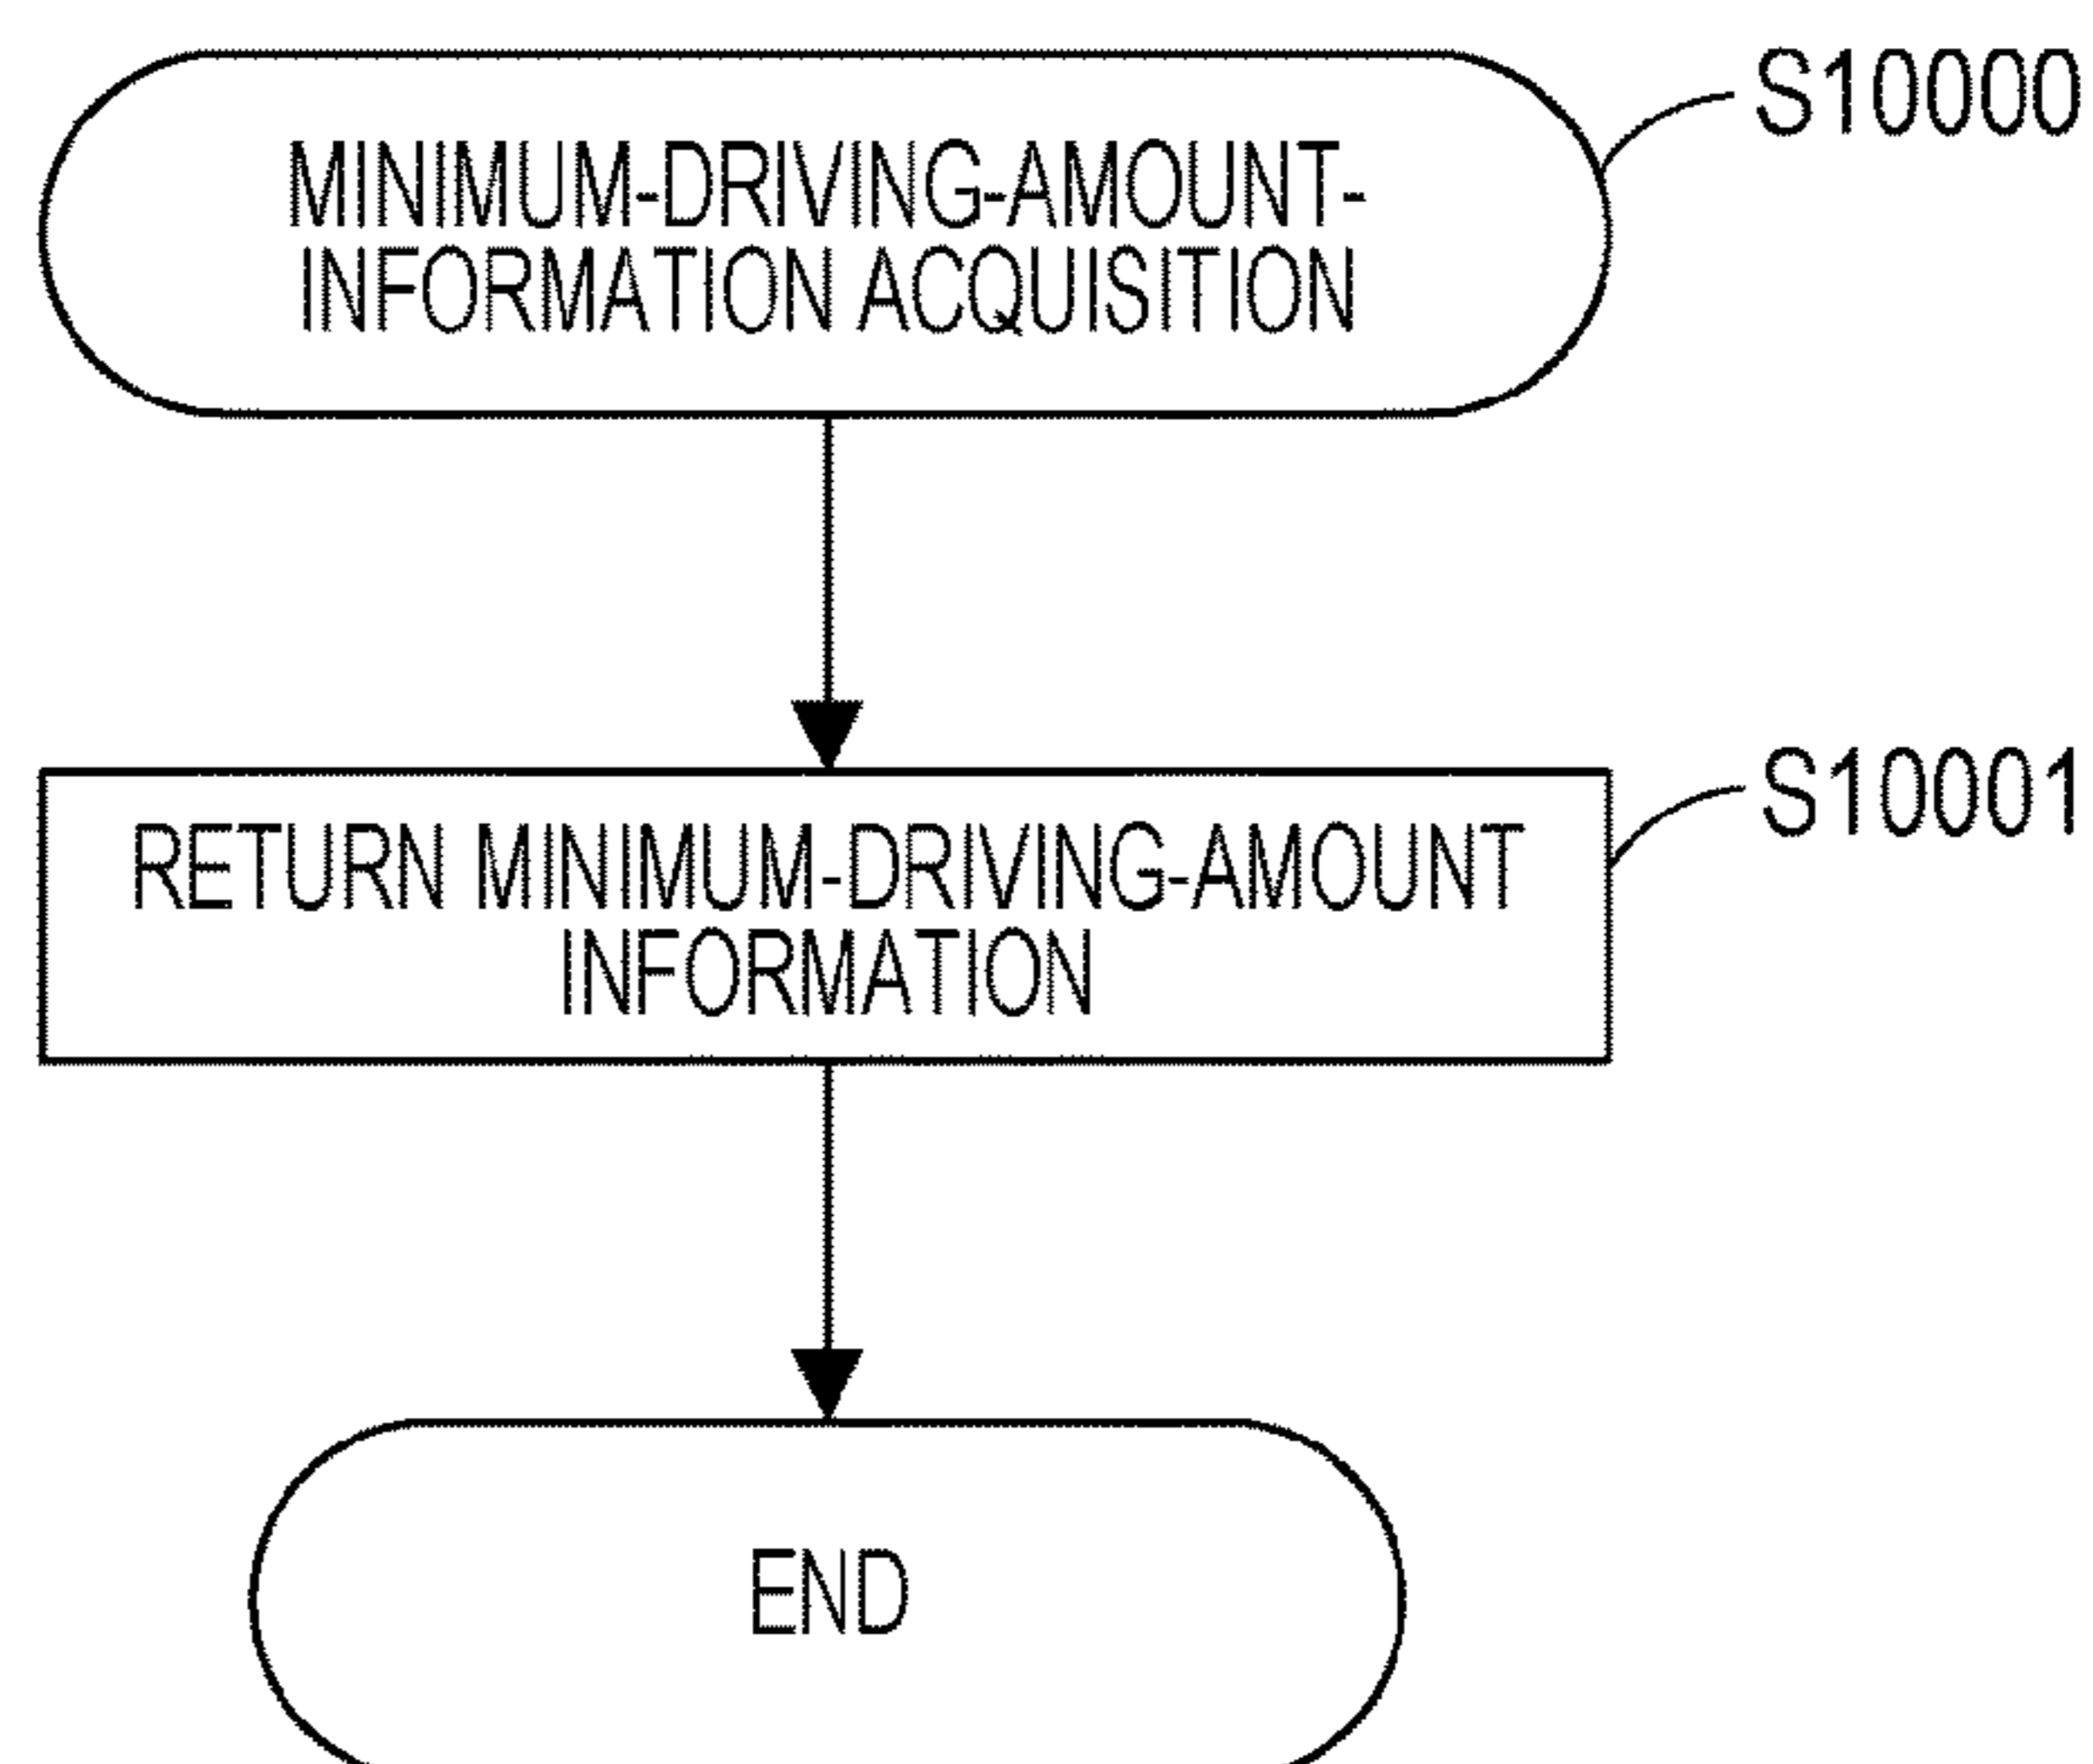 S10000
MINIMUM-DRIVING-AMOUNT-
INFORMATION ACQUISITION
S10001
RETURN MINIMUM-DRIVING-AMOUNT
INFORMATION
END